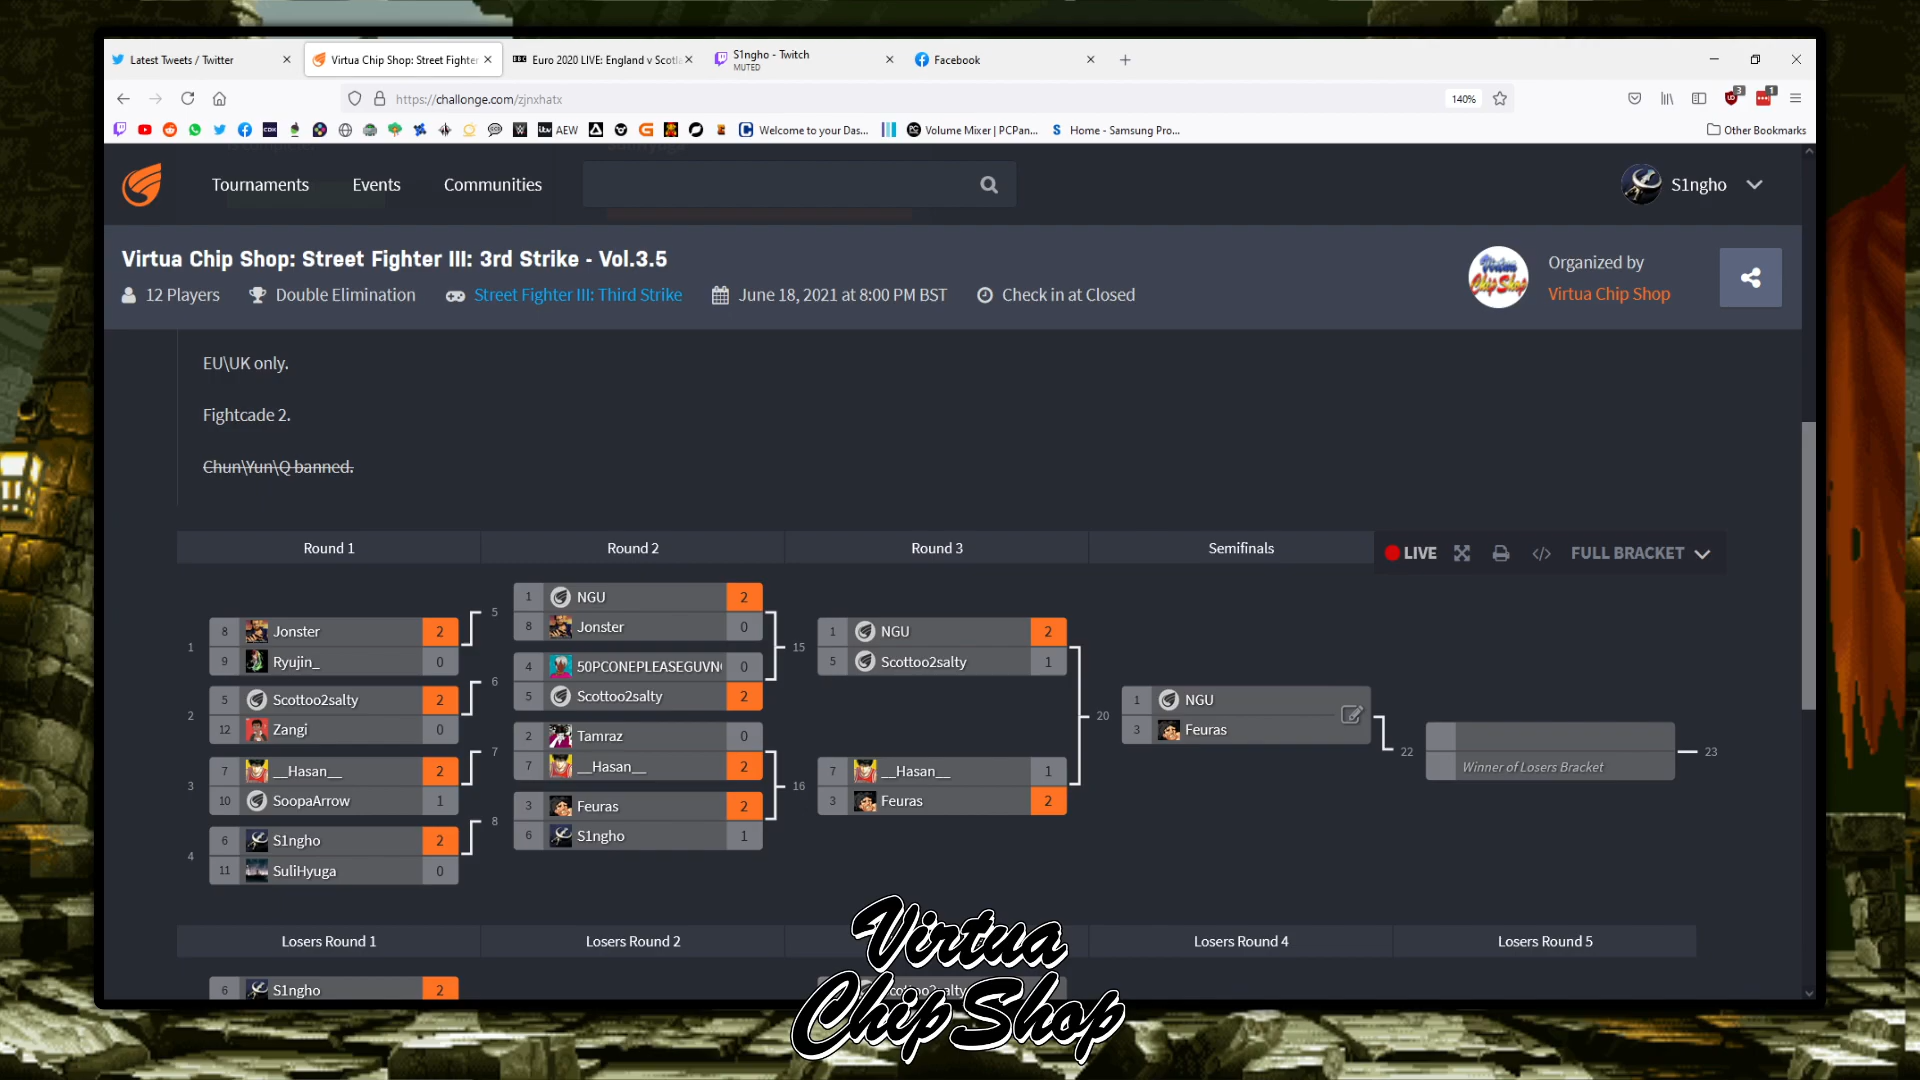 Latest Tweets / Twitter
Virtua Chip Shop: Street Fighter
Euro 2020 LIVE: England v Scotl
S1ngho - Twitch
MUTED
Facebook
https://challonge.com/zjnxhatx
140%
3
1
AEW
Welcome to your Das...
Volume Mixer | PCPan...
Home - Samsung Pro...
Other Bookmarks
Tournaments
Events
Communities
S1ngho
Virtua Chip Shop: Street Fighter III: 3rd Strike - Vol.3.5
12 Players
Double Elimination
Street Fighter III: Third Strike
June 18, 2021 at 8:00 PM BST
Check in at Closed
Organized by
Virtua Chip Shop
EU\UK only.
Fightcade 2.
Chun\Yun\Q banned.
Round 1
Round 2
Round 3
Semifinals
LIVE
FULL BRACKET
1
8 Jonster 2
9 Ryujin_ 0
2
5 Scottoo2salty 2
12 Zangi 0
3
7 __Hasan__ 2
10 SoopaArrow 1
4
6 S1ngho 2
11 SuliHyuga 0
5
1 NGU 2
8 Jonster 0
6
4 50PCONEPLEASEGUVN 0
5 Scottoo2salty 2
7
2 Tamraz 0
7 __Hasan__ 2
8
3 Feuras 2
6 S1ngho 1
15
1 NGU 2
5 Scottoo2salty 1
16
7 __Hasan__ 1
3 Feuras 2
20
1 NGU
3 Feuras
22
Winner of Losers Bracket
23
Losers Round 1
Losers Round 2
Losers Round 4
Losers Round 5
6 S1ngho 2
Scottoo2salty
Virtua
Chip Shop